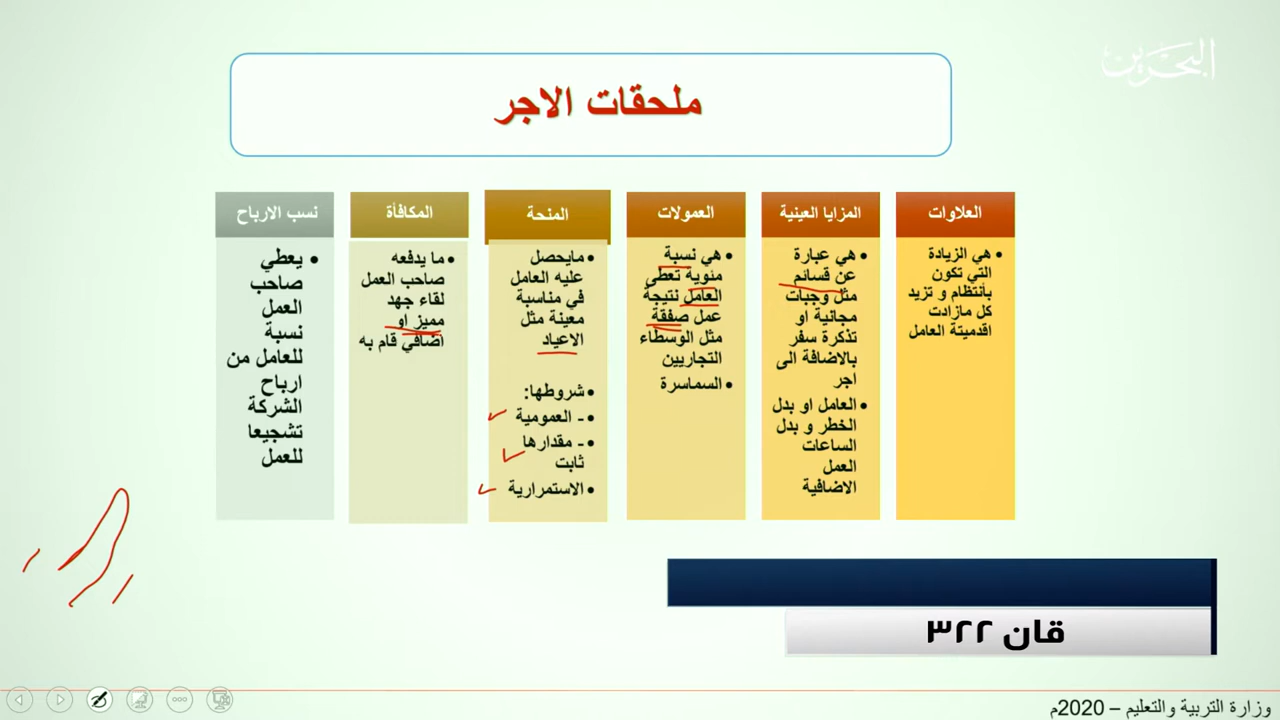 البحرين
ملحقات الاجر
العلاوات
هي الزيادة
التي تكون
بأنتظام و تزيد
كل مازادت
اقدميتة العامل
المزايا العينية
هي عبارة
عن قسائم
مثل وجبات
مجانية او
تذكرة سفر
بالاضافة الى
اجر
العامل او بدل
الخطر و بدل
الساعات
العمل
الاضافية
العمولات
هي نسبة
مئوية تعطى
العامل نتيجة
عمل صفقة
مثل الوسطاء
التجاريين
السماسرة
المنحة
مايحصل
عليه العامل
في مناسبة
معينة مثل
الاعياد
شروطها:
- العمومية
- مقدارها
ثابت
الاستمرارية
المكافأة
ما يدفعه
صاحب العمل
لقاء جهد
مميز او
اضافي قام به
نسب الارباح
يعطي
صاحب
العمل
نسبة
للعامل من
ارباح
الشركة
تشجيعا
للعمل
قان ٣٢٢
وزارة التربية والتعليم – 2020م